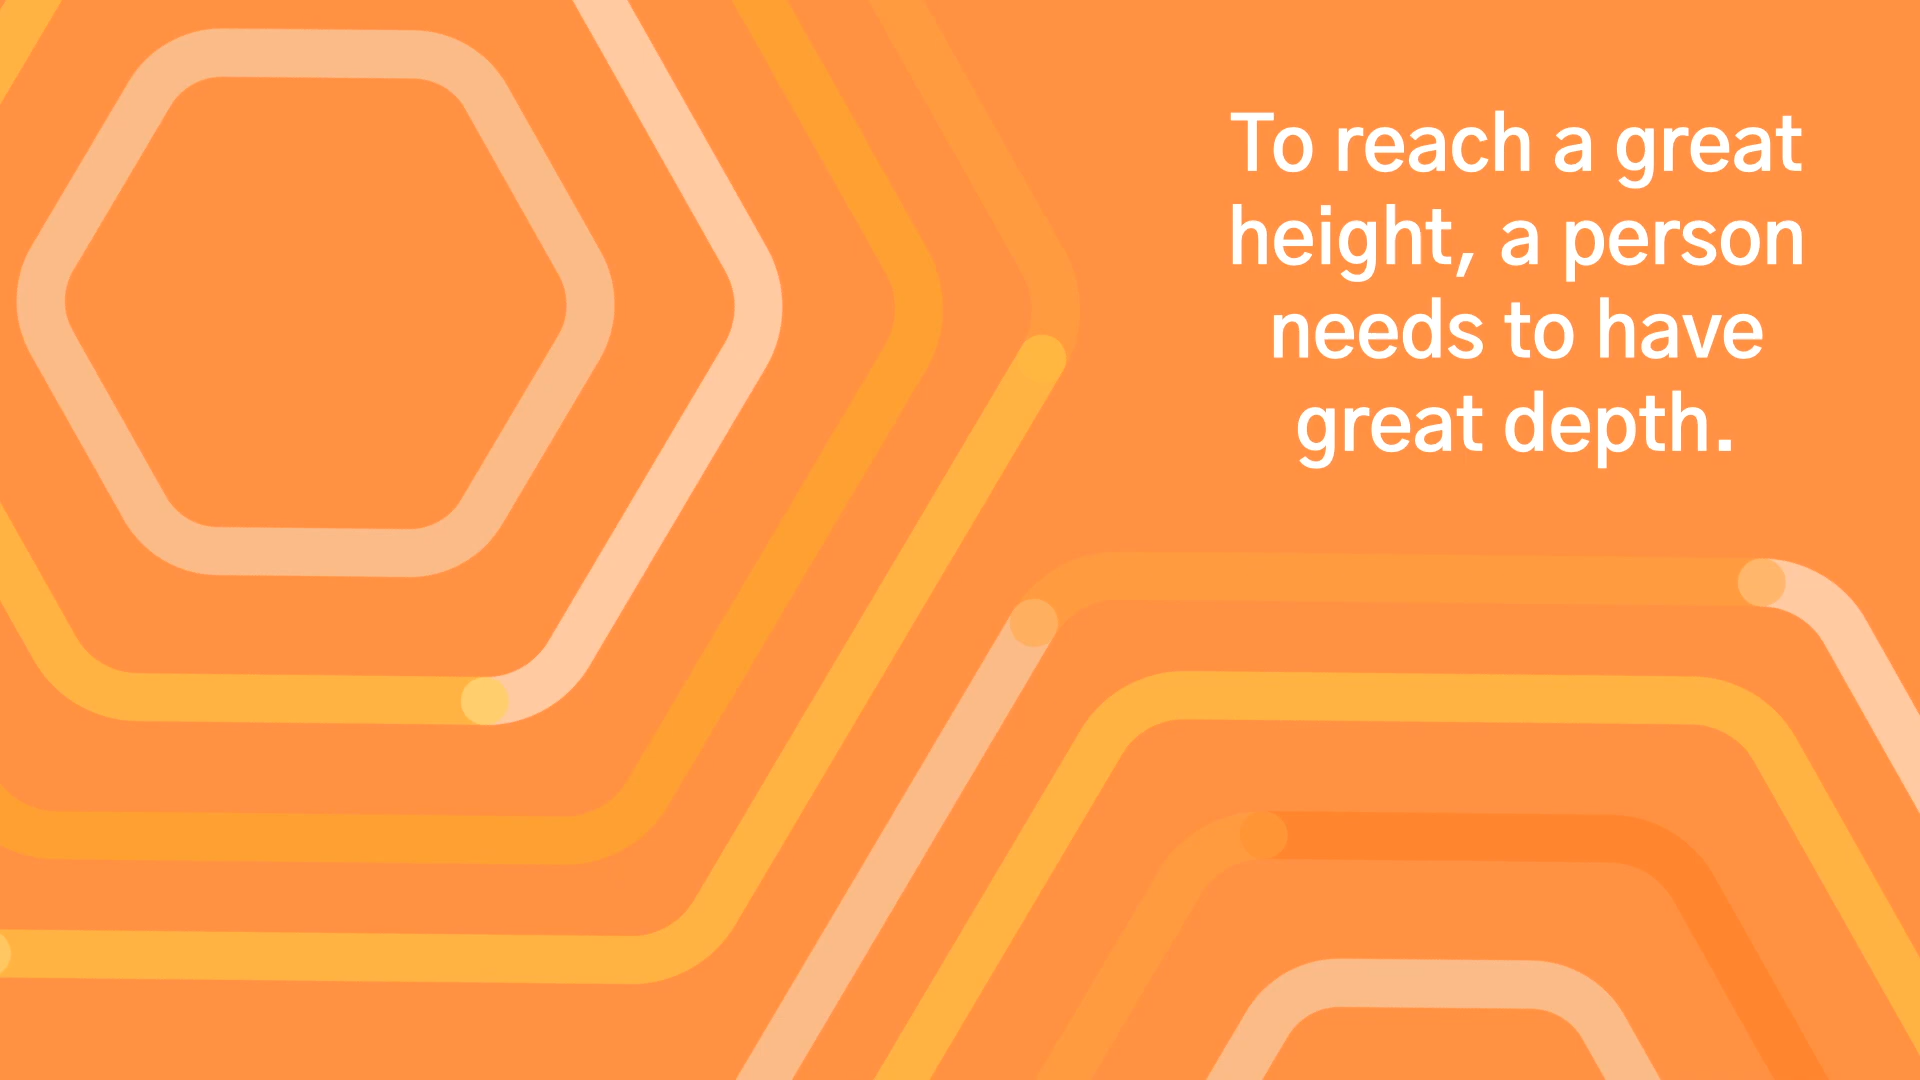 To reach a great
height, a person
needs to have
great depth.